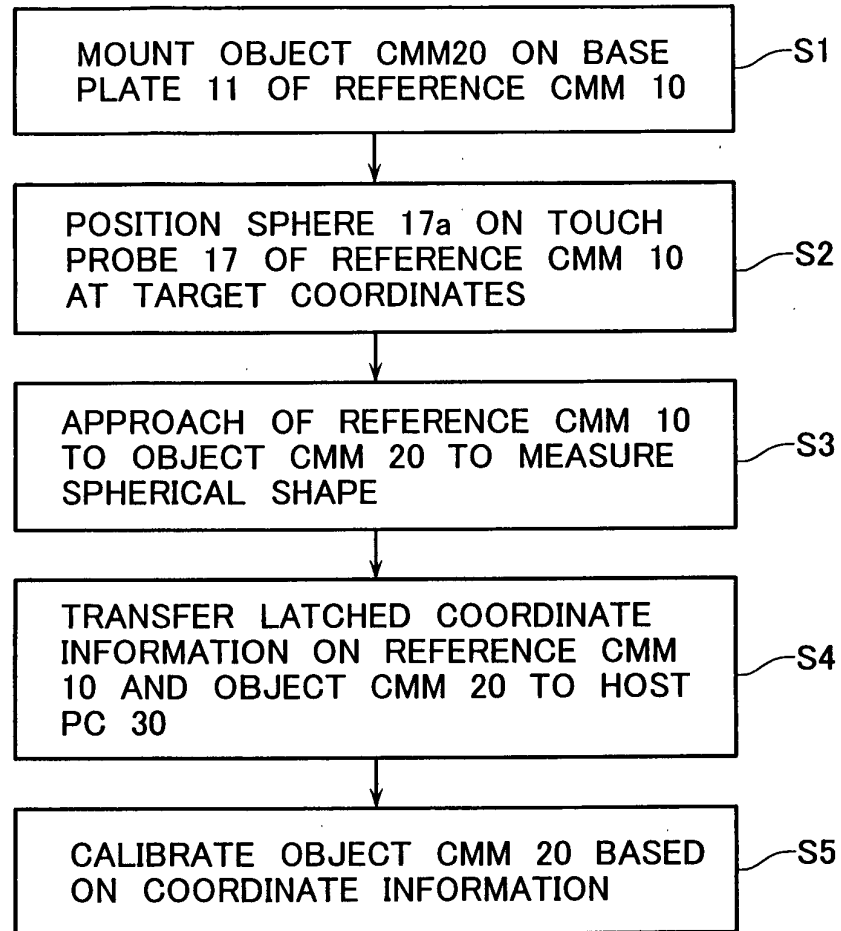 MOUNT OBJECT CMM20 ON BASE
PLATE 11 OF REFERENCE CMM 10
S1
POSITION SPHERE 17a ON TOUCH
PROBE 17 OF REFERENCE CMM 10
AT TARGET COORDINATES
S2
APPROACH OF REFERENCE CMM 10
TO OBJECT CMM 20 TO MEASURE
SPHERICAL SHAPE
S3
TRANSFER LATCHED COORDINATE
INFORMATION ON REFERENCE CMM
10 AND OBJECT CMM 20 TO HOST
PC 30
S4
CALIBRATE OBJECT CMM 20 BASED
ON COORDINATE INFORMATION
S5